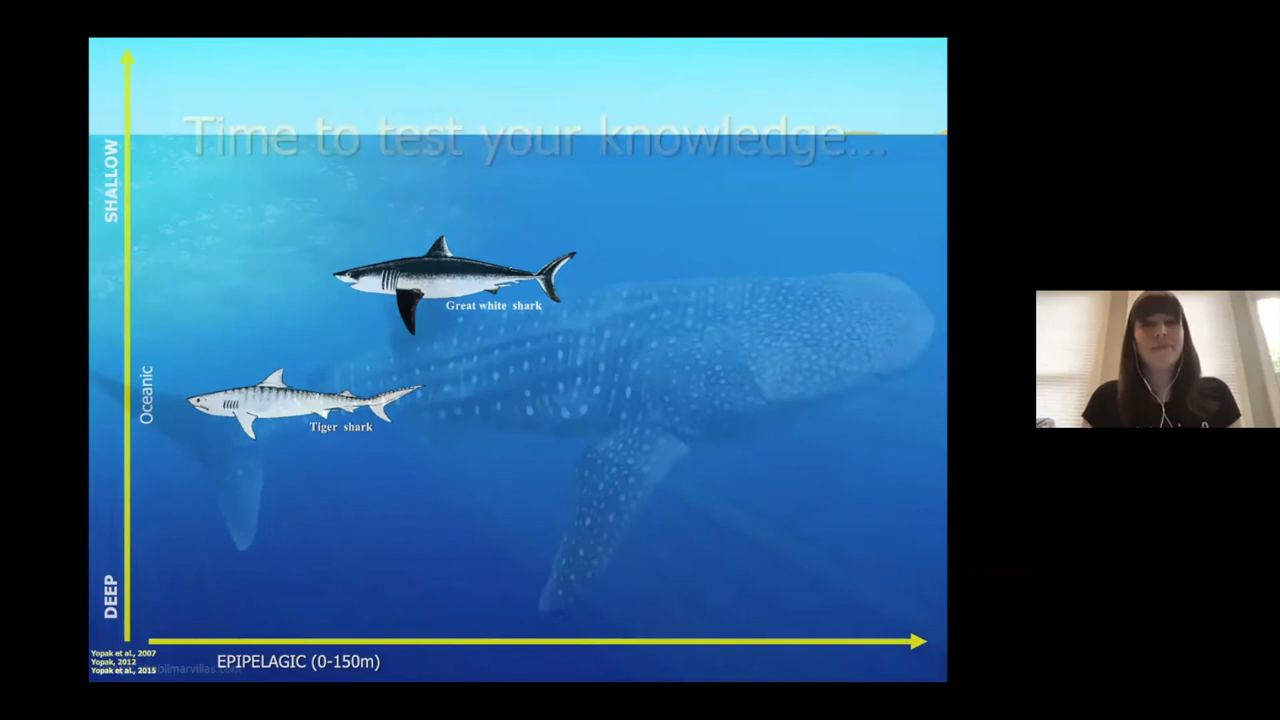 Time to test your knowledge...
SHALLOW
Great white shark
Oceanic
Tiger shark
DEEP
Yopak et al., 2007
Yopak, 2012
Yopak et al., 2015
EPIPELAGIC (0-150m)